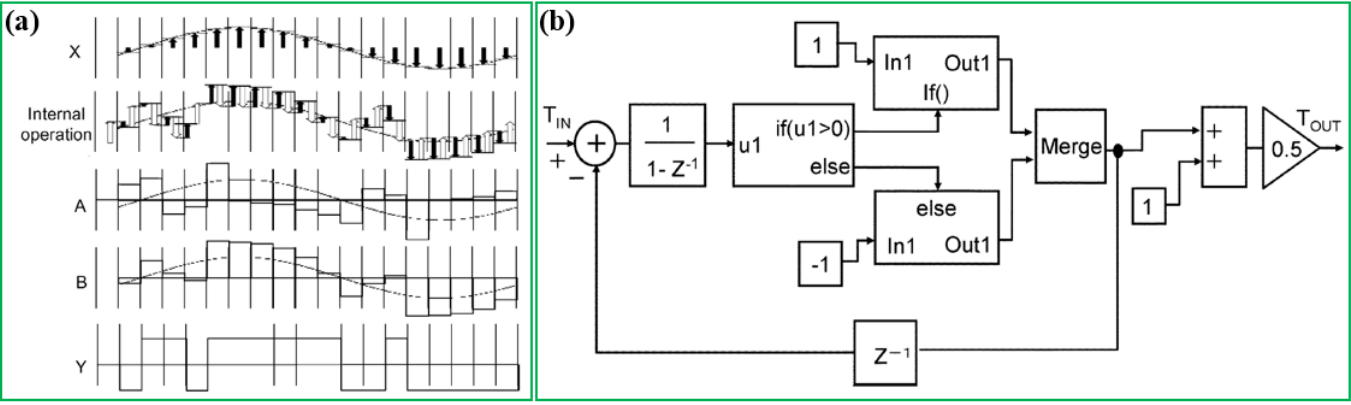 (a)
X
Internal
operation
A
B
Y
(b)
1
In1 Out1
If()
T_IN
+
+
−
1
1- Z⁻¹
u1
if(u1>0)
else
Merge
+
+
1
0.5
T_OUT
else
In1 Out1
-1
Z⁻¹